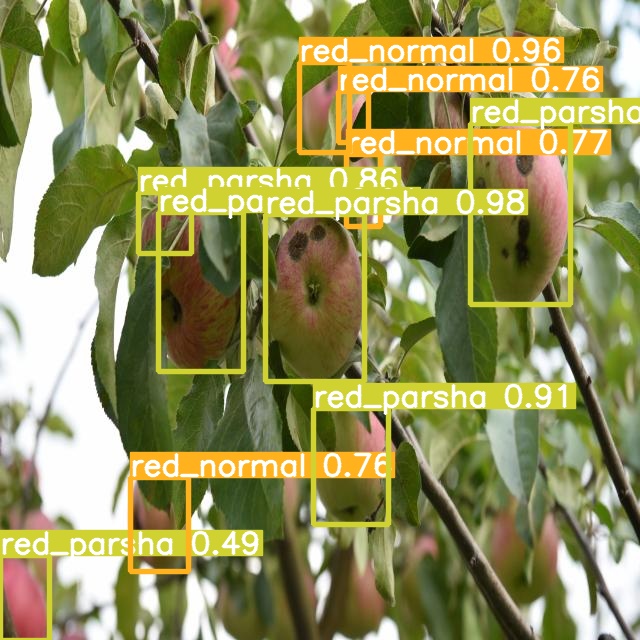 red_normal 0.96
red_normal 0.76
red_parsha
red_normal 0.77
red_parsha 0.86
red_pa
red_parsha 0.98
red_parsha 0.91
red_normal 0.76
red_parsha 0.49